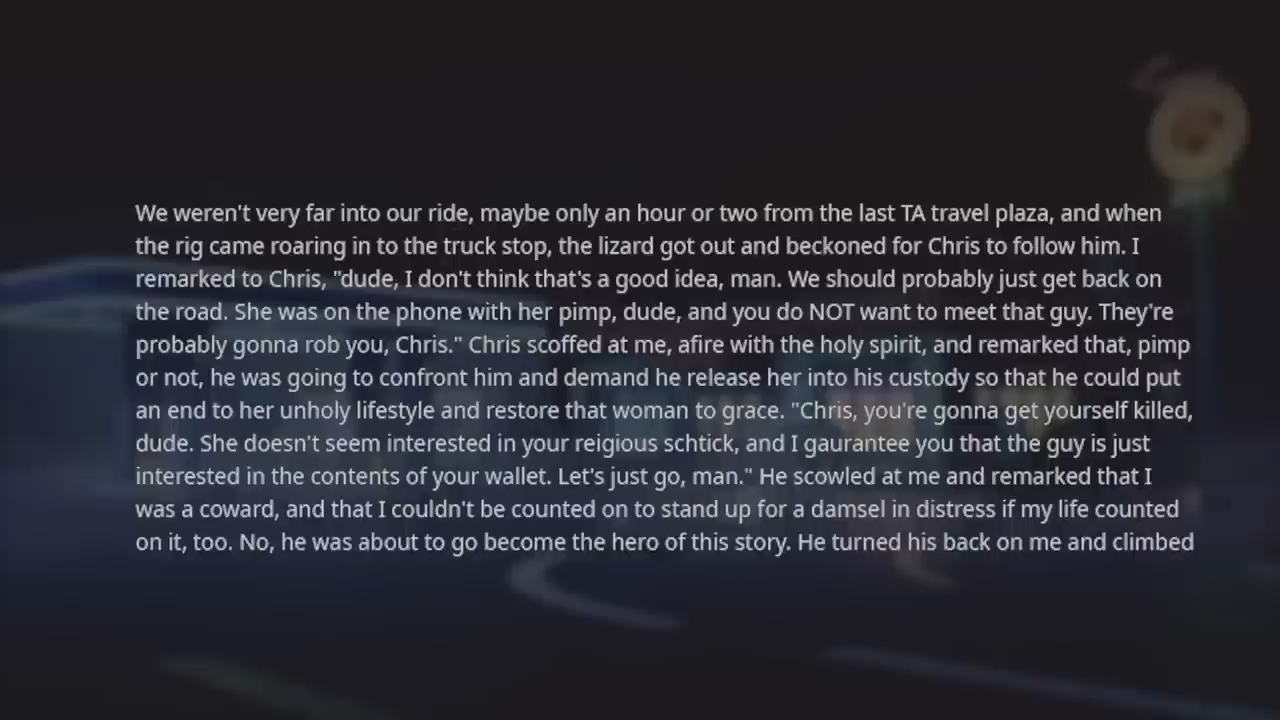 We weren't very far into our ride, maybe only an hour or two from the last TA travel plaza, and when
the rig came roaring in to the truck stop, the lizard got out and beckoned for Chris to follow him. I
remarked to Chris, "dude, I don't think that's a good idea, man. We should probably just get back on
the road. She was on the phone with her pimp, dude, and you do NOT want to meet that guy. They're
probably gonna rob you, Chris." Chris scoffed at me, afire with the holy spirit, and remarked that, pimp
or not, he was going to confront him and demand he release her into his custody so that he could put
an end to her unholy lifestyle and restore that woman to grace. "Chris, you're gonna get yourself killed,
dude. She doesn't seem interested in your reigious schtick, and I gaurantee you that the guy is just
interested in the contents of your wallet. Let's just go, man." He scowled at me and remarked that I
was a coward, and that I couldn't be counted on to stand up for a damsel in distress if my life counted
on it, too. No, he was about to go become the hero of this story. He turned his back on me and climbed